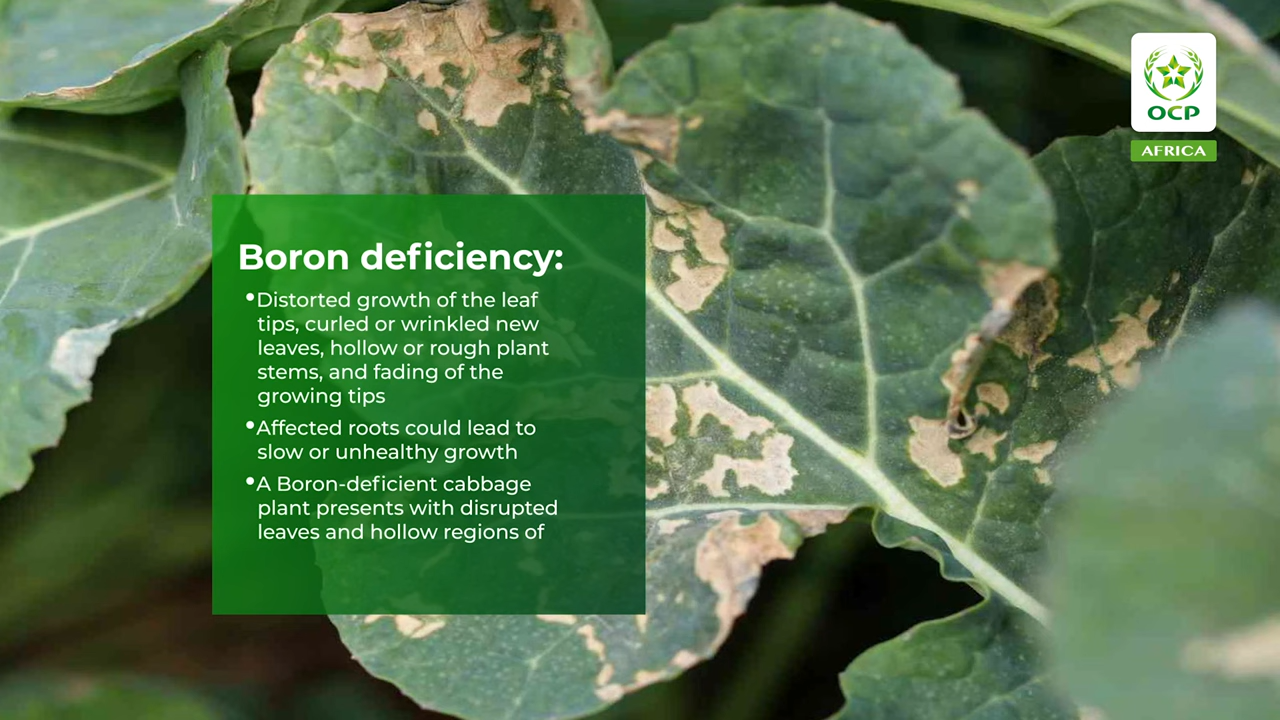 OCP
AFRICA
Boron deficiency:
•Distorted growth of the leaf
tips, curled or wrinkled new
leaves, hollow or rough plant
stems, and fading of the
growing tips
•Affected roots could lead to
slow or unhealthy growth
•A Boron-deficient cabbage
plant presents with disrupted
leaves and hollow regions of